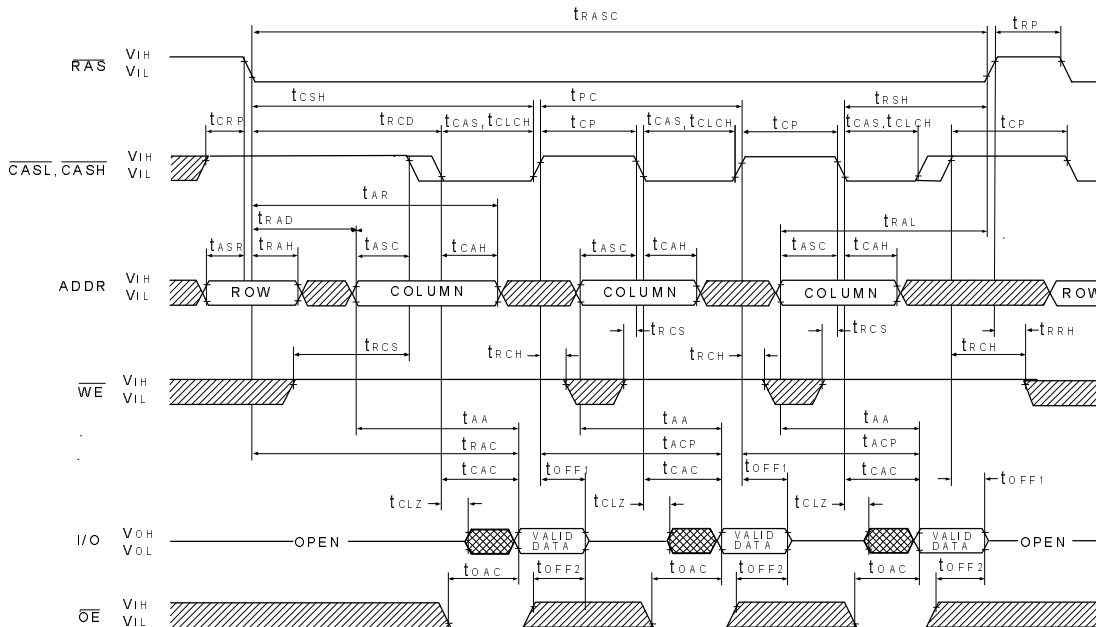 tRASC
tRP
RAS VIH
VIL
tCSH tPC tRSH
tCRP tRCD tCAS, tCLCH tCP tCAS, tCLCH tCP tCAS, tCLCH tCP
CASL, CASH VIH
VIL
tAR
tRAD tRAL
tASR tRAH tASC tCAH tASC tCAH tASC tCAH
ADDR VIH
VIL
ROW COLUMN COLUMN COLUMN ROW
tRCS tRCS tRRH
tRCS tRCH tRCH tRCH
WE VIH
VIL
tAA tAA tAA
tRAC tACP tACP
tCAC tOFF1 tCAC tOFF1 tCAC tOFF1
tCLZ tCLZ tCLZ
I/O VOH
VOL
OPEN VALID DATA VALID DATA VALID DATA OPEN
tOAC tOFF2 tOAC tOFF2 tOAC tOFF2
OE VIH
VIL